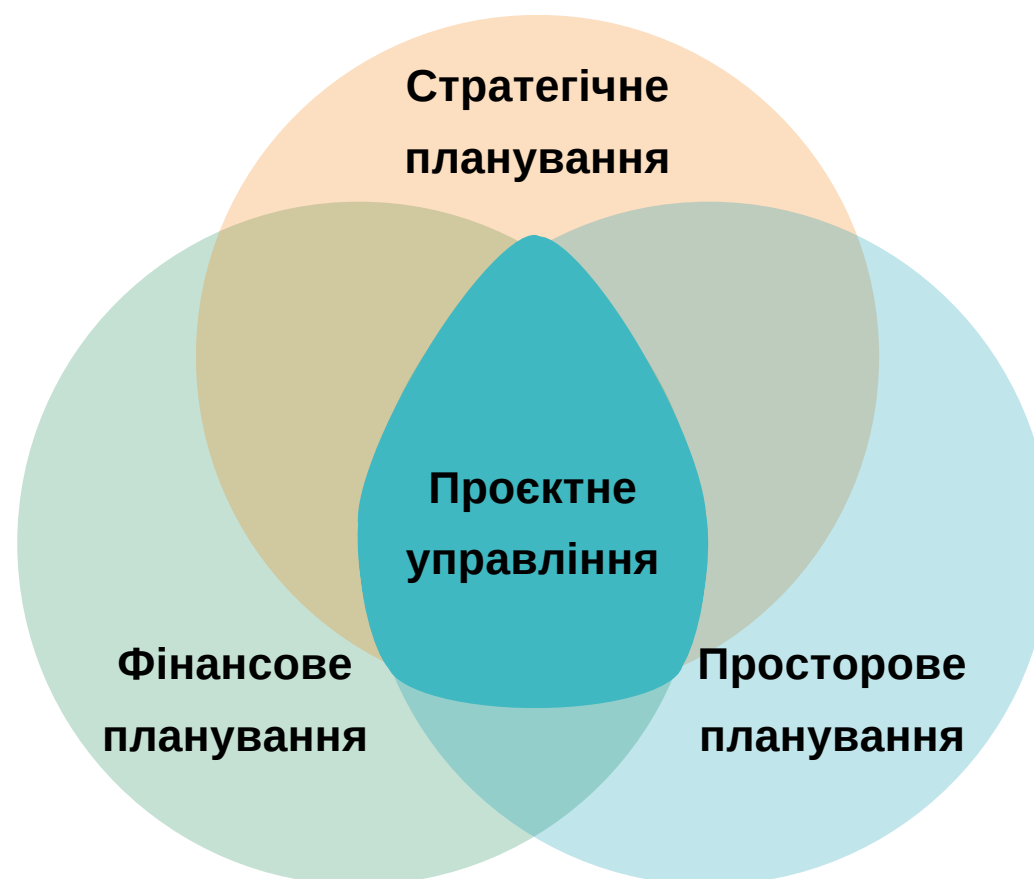 Стратегічне
планування
Проєктне
управління
Фінансове
планування
Просторове
планування